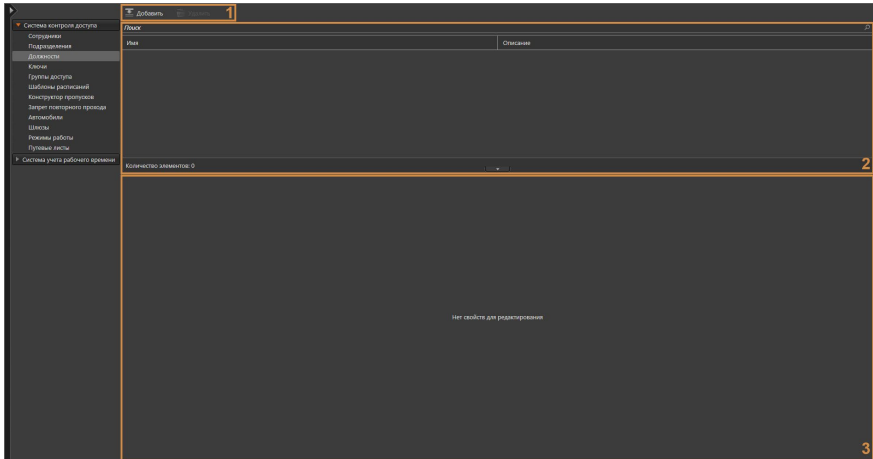 Добавить Удалить 1
Система контроля доступа
Сотрудники
Подразделения
Должности
Ключи
Группы доступа
Шаблоны расписаний
Конструктор пропусков
Запрет повторного прохода
Автомобили
Шлюзы
Режимы работы
Путевые листы
Система учета рабочего времени
Поиск
Имя Описание
Количество элементов: 0
2
Нет свойств для редактирования
3